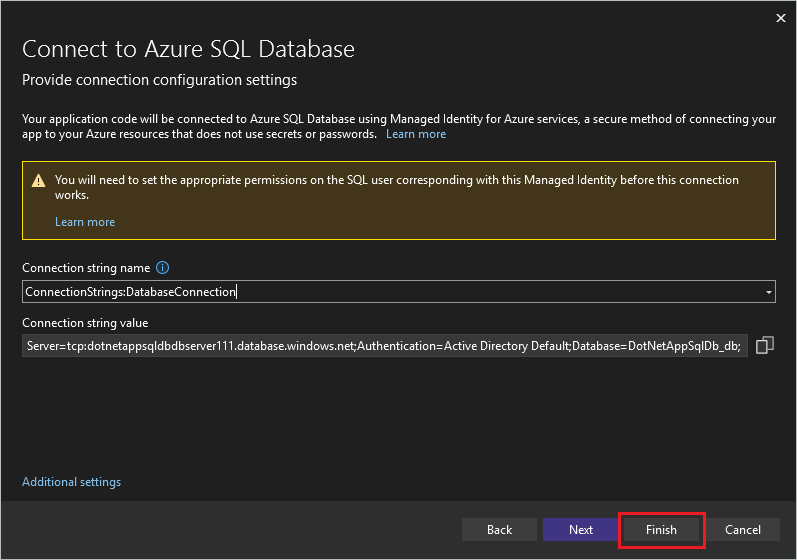 Connect to Azure SQL Database
Provide connection configuration settings
Your application code will be connected to Azure SQL Database using Managed Identity for Azure services, a secure method of connecting your
app to your Azure resources that does not use secrets or passwords. Learn more
You will need to set the appropriate permissions on the SQL user corresponding with this Managed Identity before this connection
works.
Learn more
Connection string name
ConnectionStrings:DatabaseConnection
Connection string value
Server=tcp:dotnetappsqldbdbserver111.database.windows.net;Authentication=Active Directory Default;Database=DotNetAppSqlDb_db;
Additional settings
Back Next Finish Cancel